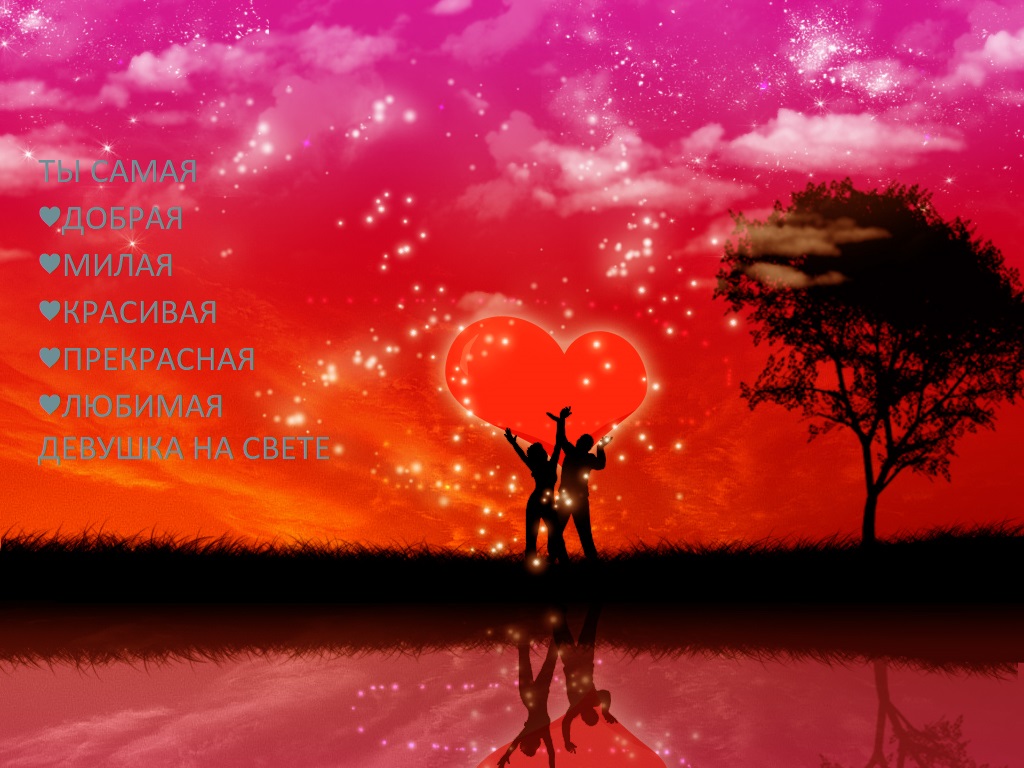 ТЫ САМАЯ
♥ДОБРАЯ
♥МИЛАЯ
♥КРАСИВАЯ
♥ПРЕКРАСНАЯ
♥ЛЮБИМАЯ
ДЕВУШКА НА СВЕТЕ